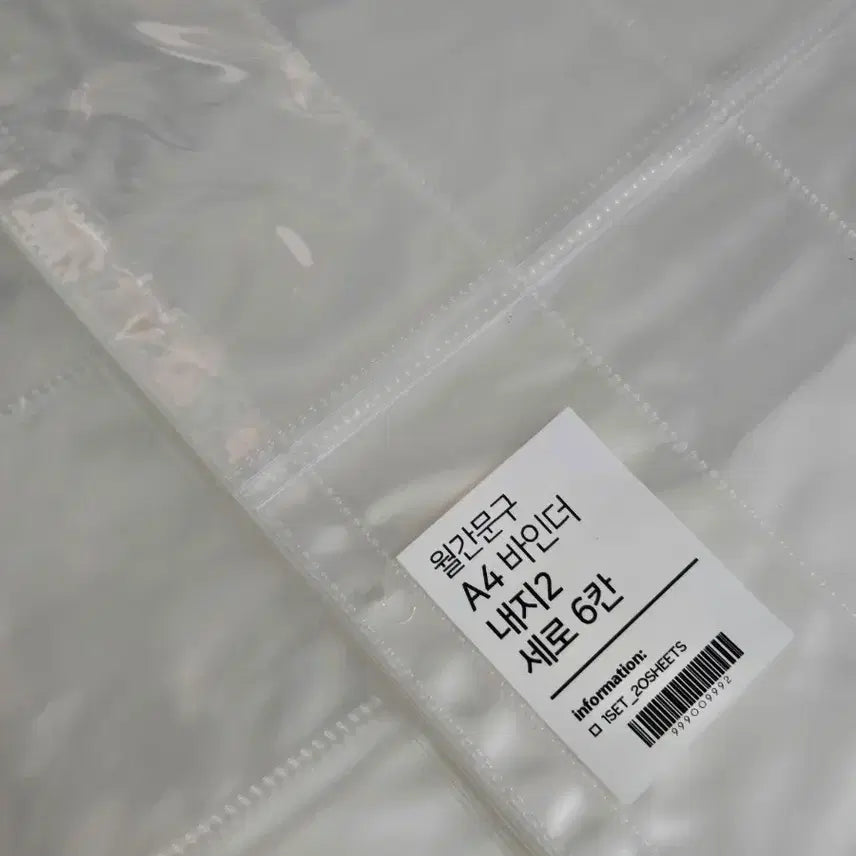 월간문구
A4 바인더
내지2
세로 6칸
information:
□ 1SET_20SHEETS
999009992